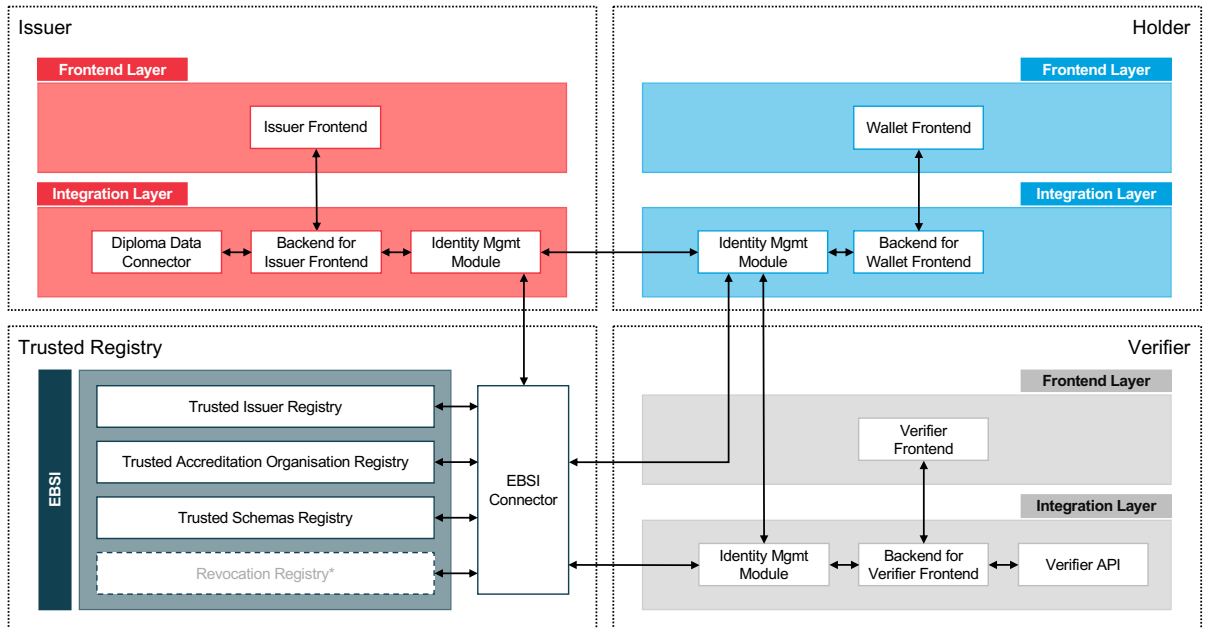 Issuer
Frontend Layer
Issuer Frontend
Integration Layer
Diploma Data
Connector
Backend for
Issuer Frontend
Identity Mgmt
Module
Holder
Frontend Layer
Wallet Frontend
Integration Layer
Identity Mgmt
Module
Backend for
Wallet Frontend
Trusted Registry
EBSI
Trusted Issuer Registry
Trusted Accreditation Organisation Registry
Trusted Schemas Registry
Revocation Registry*
EBSI
Connector
Verifier
Frontend Layer
Verifier
Frontend
Integration Layer
Identity Mgmt
Module
Backend for
Verifier Frontend
Verifier API